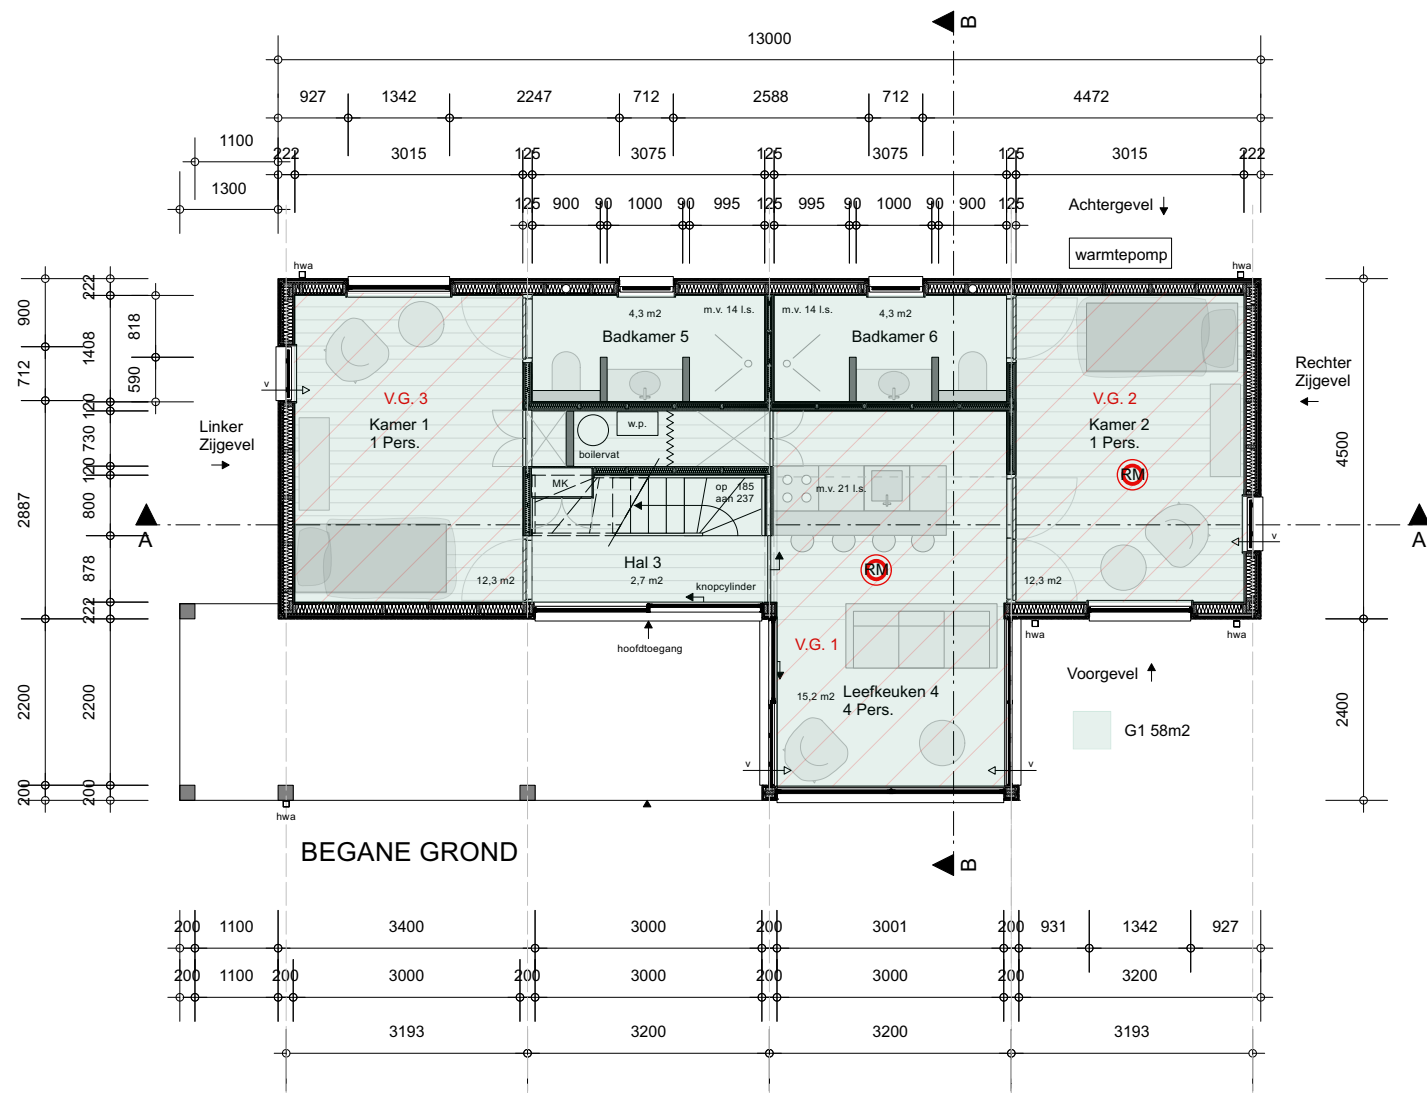 B
13000
927 1342 2247 712 2588 712 4472
1100
222 3015 125 3075 125 3075 125 3015 222
1300
125 900 90 1000 90 995 125 995 90 1000 90 900 125
Achtergevel
warmtepomp
hwa
hwa
900
712
2887
2200
200
222
1408
120
730
120
800
878
222
2200
200
818
590
4,3 m2
m.v. 14 l.s.
m.v. 14 l.s.
4,3 m2
Badkamer 5
Badkamer 6
Rechter
Zijgevel
v
V.G. 3
Kamer 1
1 Pers.
V.G. 2
Kamer 2
1 Pers.
Linker
Zijgevel
w.p.
boilervat
RM
MK
op 185
aan 237
m.v. 21 l.s.
4500
A
A
v
Hal 3
2,7 m2
RM
12,3 m2
knopcylinder
12,3 m2
hwa
hwa
hoofdtoegang
V.G. 1
Voorgevel
15,2 m2
Leefkeuken 4
4 Pers.
G1 58m2
2400
v
v
hwa
BEGANE GROND
B
200 1100 3400 200 3000 200 3001 200 931 1342 927
200 1100 200 3000 200 3000 200 3000 200 3200
3193 3200 3200 3193